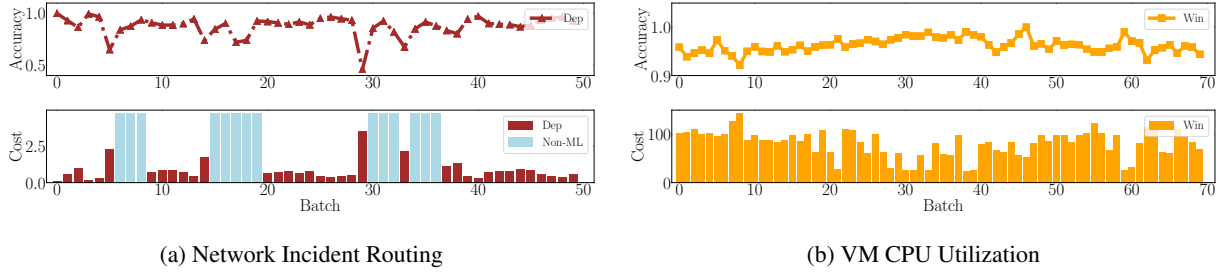 1.0
0.5
Accuracy
Dep
0 10 20 30 40 50
2.5
0.0
Cost
Dep
Non-ML
0 10 20 30 40 50
Batch
(a) Network Incident Routing
1.0
0.9
Accuracy
Win
0 10 20 30 40 50 60 70
100
0
Cost
Win
0 10 20 30 40 50 60 70
Batch
(b) VM CPU Utilization